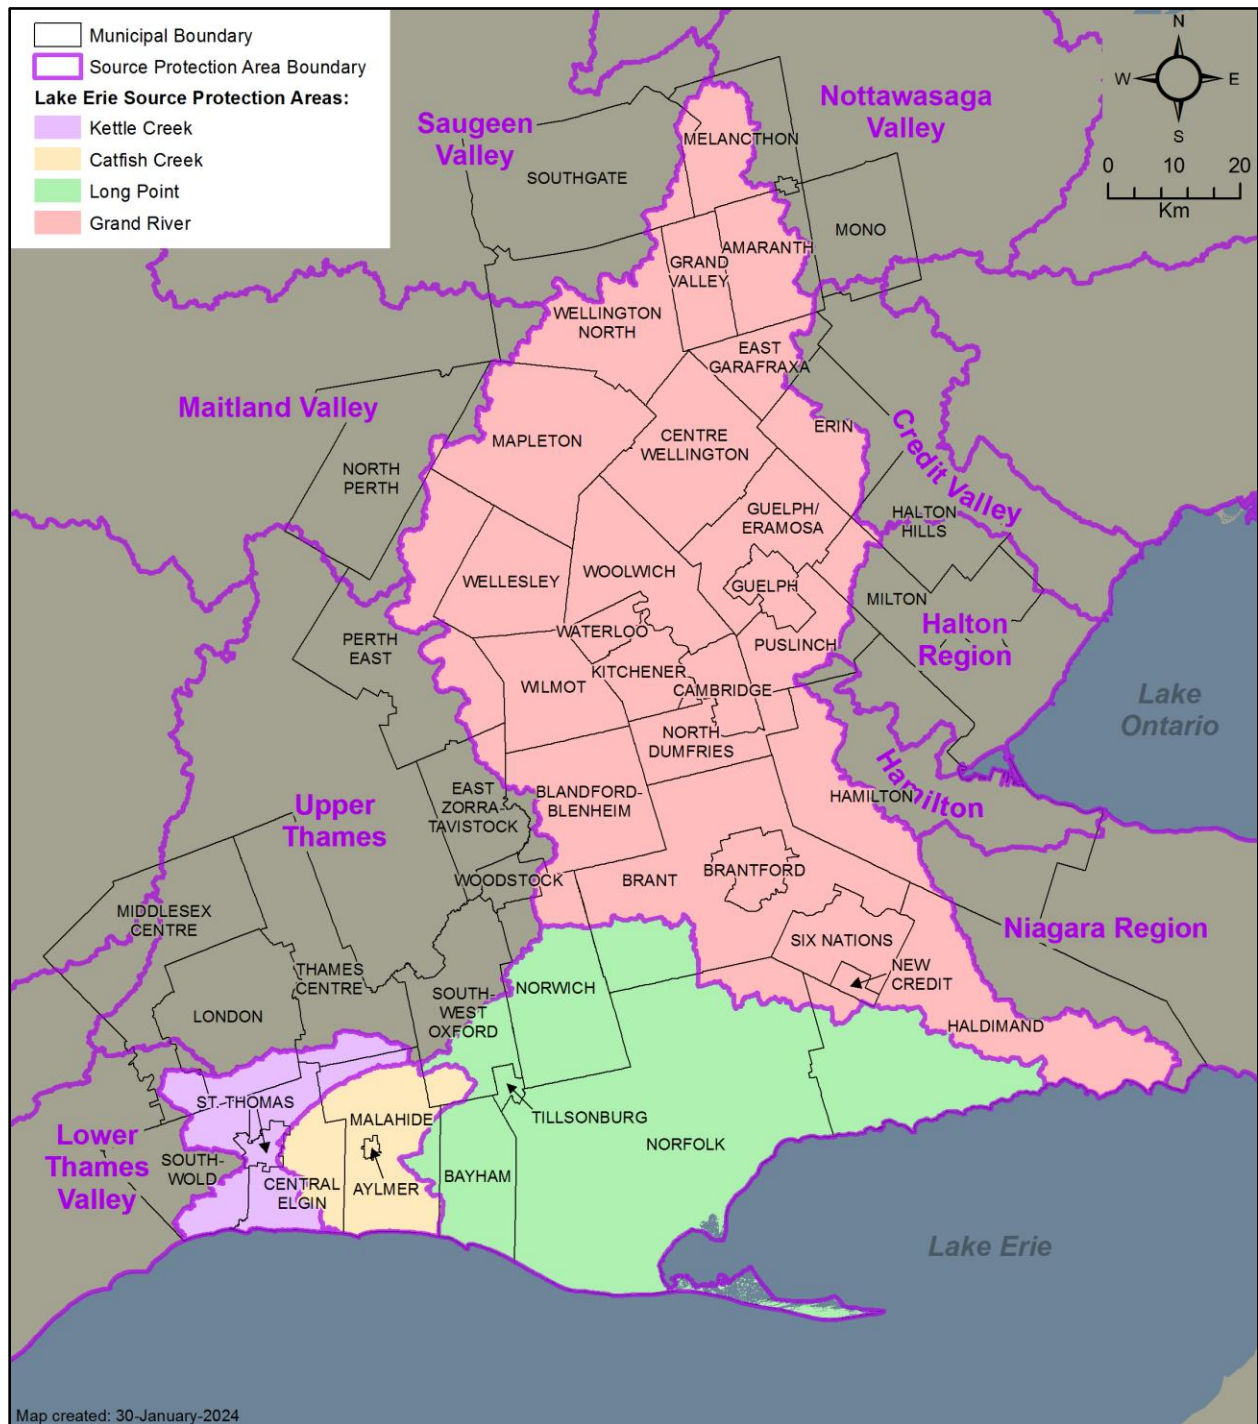 Municipal Boundary
Source Protection Area Boundary
Lake Erie Source Protection Areas:
Kettle Creek
Catfish Creek
Long Point
Grand River
N
W
E
S
0 10 20
Km
Saugeen
Valley
Nottawasaga
Valley
MELANCTHON
SOUTHGATE
MONO
AMARANTH
GRAND
VALLEY
WELLINGTON
NORTH
EAST
GARAFRAXA
Maitland Valley
ERIN
Credit Valley
MAPLETON
CENTRE
WELLINGTON
NORTH
PERTH
GUELPH/
ERAMOSA
HALTON
HILLS
WELLESLEY
WOOLWICH
GUELPH
MILTON
Halton
Region
PERTH
EAST
WATERLOO
PUSLINCH
WILMOT
KITCHENER
CAMBRIDGE
Lake
Ontario
NORTH
DUMFRIES
Hamilton
HAMILTON
Upper
Thames
EAST
ZORRA-
TAVISTOCK
BLANDFORD-
BLENHEIM
WOODSTOCK
BRANT
BRANTFORD
MIDDLESEX
CENTRE
SIX NATIONS
Niagara Region
THAMES
CENTRE
NEW
CREDIT
NORWICH
LONDON
SOUTH-
WEST
OXFORD
HALDIMAND
ST. THOMAS
MALAHIDE
TILLSONBURG
NORFOLK
Lower
Thames
Valley
SOUTH-
WOLD
CENTRAL
ELGIN
AYLMER
BAYHAM
Lake Erie
Map created: 30-January-2024